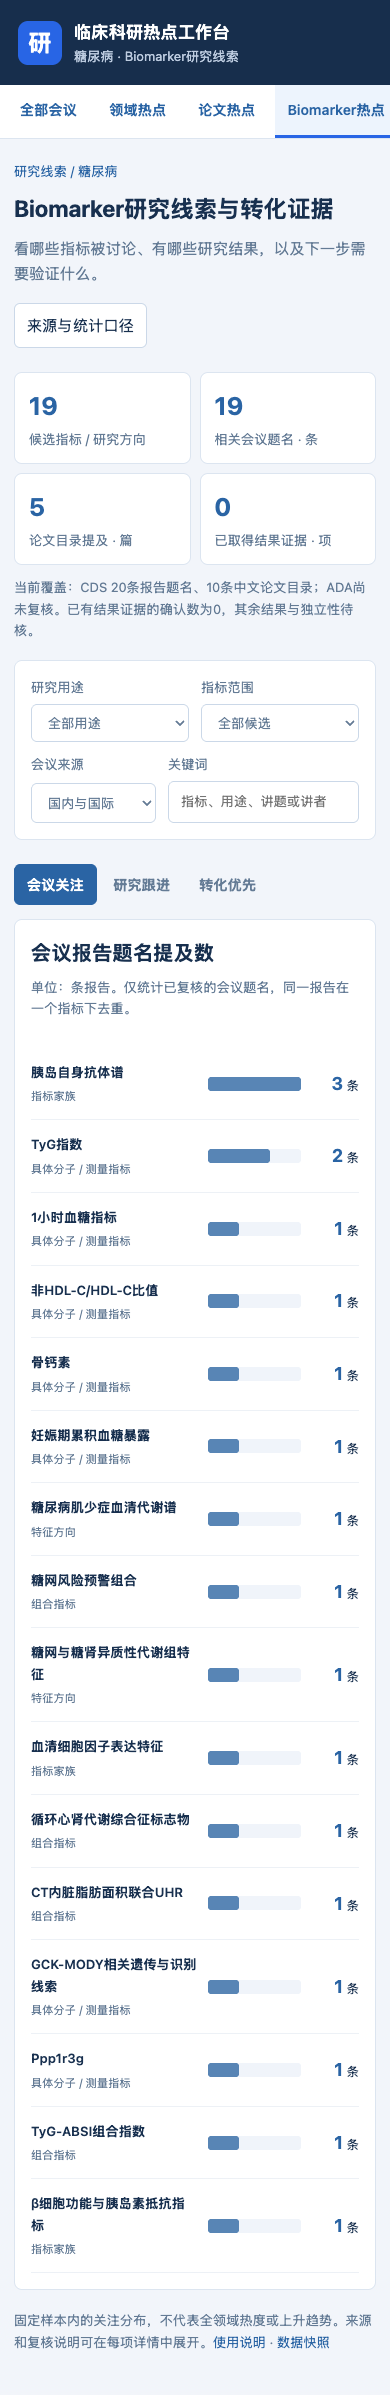 研
临床科研热点工作台
糖尿病 · Biomarker研究线索
全部会议 领域热点 论文热点 Biomarker热点
研究线索 / 糖尿病
Biomarker研究线索与转化证据
看哪些指标被讨论、有哪些研究结果，以及下一步需
要验证什么。
来源与统计口径
19 19
候选指标 / 研究方向 相关会议题名 · 条
5 0
论文目录提及 · 篇 已取得结果证据 · 项
当前覆盖：CDS 20条报告题名、10条中文论文目录；ADA尚
未复核。已有结果证据的确认数为0，其余结果与独立性待
核。
研究用途 指标范围
全部用途 全部候选
会议来源 关键词
国内与国际 指标、用途、讲题或讲者
会议关注 研究跟进 转化优先
会议报告题名提及数
单位：条报告。仅统计已复核的会议题名，同一报告在
一个指标下去重。
胰岛自身抗体谱
指标家族
3 条
TyG指数
具体分子 / 测量指标
2 条
1小时血糖指标
具体分子 / 测量指标
1 条
非HDL-C/HDL-C比值
具体分子 / 测量指标
1 条
骨钙素
具体分子 / 测量指标
1 条
妊娠期累积血糖暴露
具体分子 / 测量指标
1 条
糖尿病肌少症血清代谢谱
特征方向
1 条
糖网风险预警组合
组合指标
1 条
糖网与糖肾异质性代谢组特
征
特征方向
1 条
血清细胞因子表达特征
指标家族
1 条
循环心肾代谢综合征标志物
组合指标
1 条
CT内脏脂肪面积联合UHR
组合指标
1 条
GCK-MODY相关遗传与识别
线索
具体分子 / 测量指标
1 条
Ppp1r3g
具体分子 / 测量指标
1 条
TyG-ABSI组合指数
组合指标
1 条
β细胞功能与胰岛素抵抗指
标
指标家族
1 条
固定样本内的关注分布，不代表全领域热度或上升趋势。来源
和复核说明可在每项详情中展开。使用说明 · 数据快照